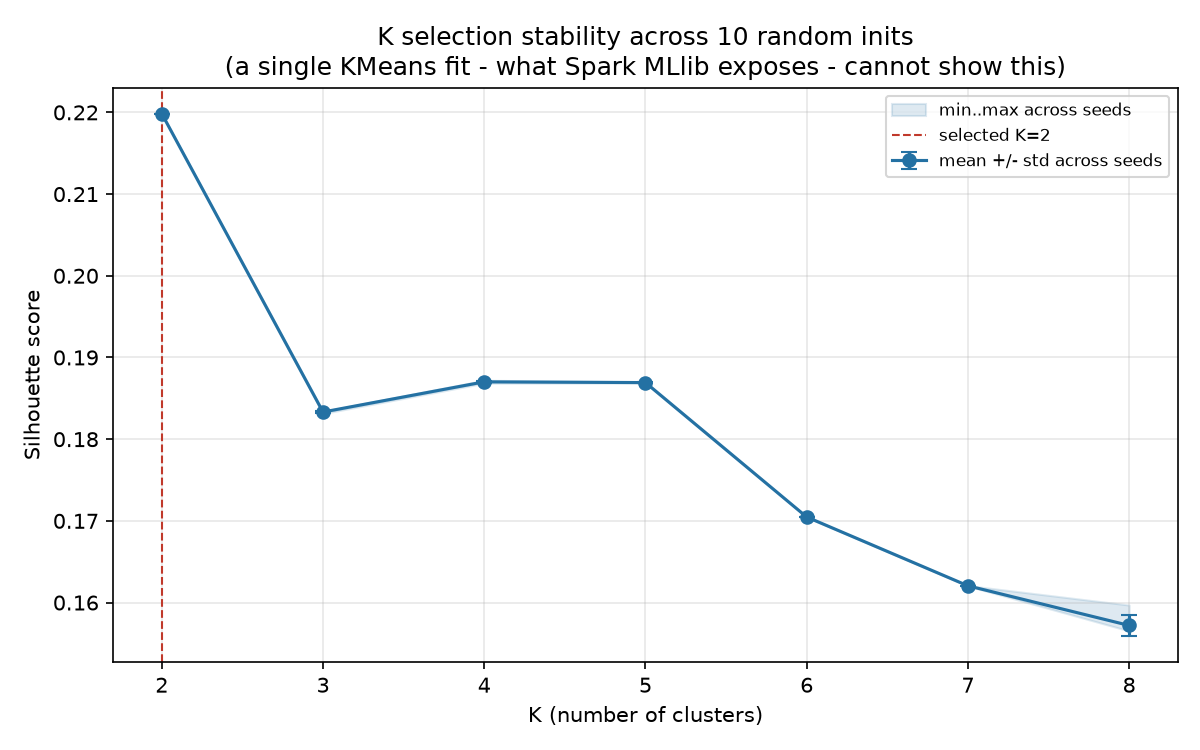 K selection stability across 10 random inits
(a single KMeans fit - what Spark MLlib exposes - cannot show this)
min..max across seeds
selected K=2
mean +/- std across seeds
Silhouette score
0.22
0.21
0.20
0.19
0.18
0.17
0.16
2 3 4 5 6 7 8
K (number of clusters)